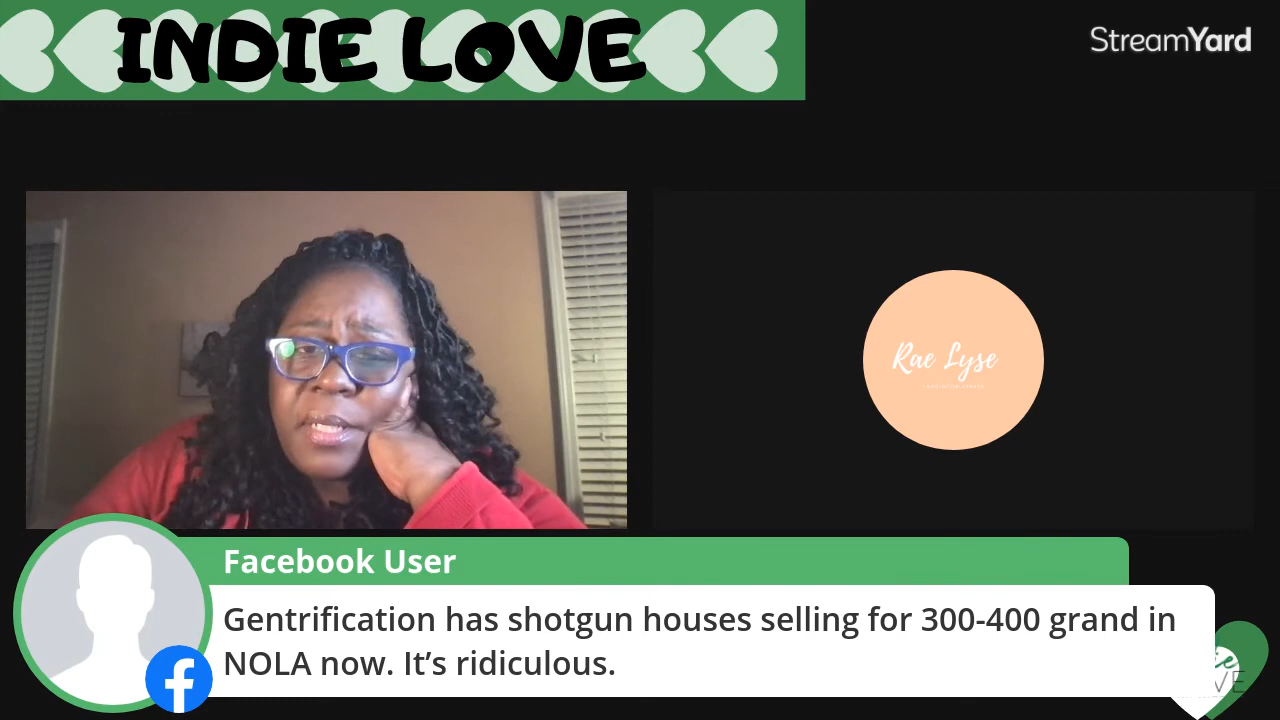 INDIE LOVE
StreamYard
Rae Lyse
Facebook User
Gentrification has shotgun houses selling for 300-400 grand in
NOLA now. It’s ridiculous.